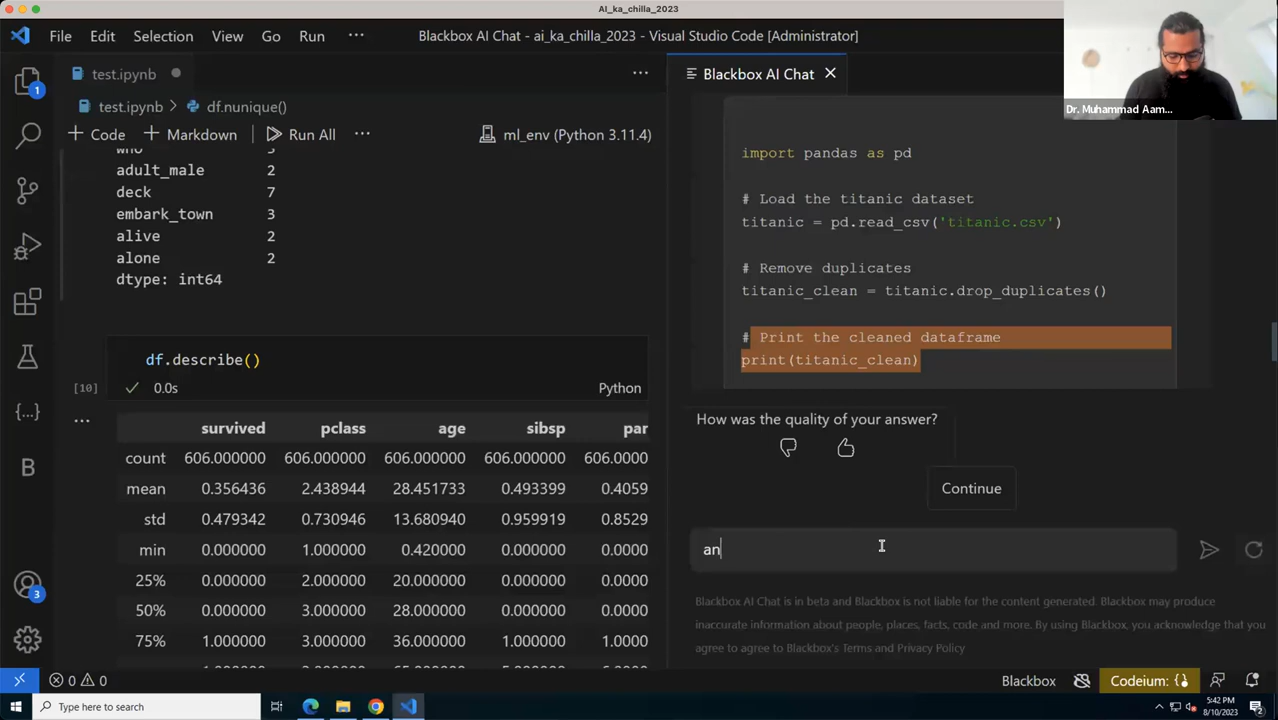 AI_ka_chilla_2023
File Edit Selection View Go Run ···
Blackbox AI Chat - ai_ka_chilla_2023 - Visual Studio Code [Administrator]
Dr. Muhammad Aam...
1
test.ipynb
···
test.ipynb > df.nunique()
+ Code + Markdown Run All ··· ml_env (Python 3.11.4)
who 3
adult_male 2
deck 7
embark_town 3
alive 2
alone 2
dtype: int64
df.describe()
[10] 0.0s Python
···
survived pclass age sibsp par
count 606.000000 606.000000 606.000000 606.000000 606.0000
mean 0.356436 2.438944 28.451733 0.493399 0.4059
std 0.479342 0.730946 13.680940 0.959919 0.8529
min 0.000000 1.000000 0.420000 0.000000 0.0000
25% 0.000000 2.000000 20.000000 0.000000 0.0000
50% 0.000000 3.000000 28.000000 0.000000 0.0000
75% 1.000000 3.000000 36.000000 1.000000 1.0000
B
3
Blackbox AI Chat
import pandas as pd
# Load the titanic dataset
titanic = pd.read_csv('titanic.csv')
# Remove duplicates
titanic_clean = titanic.drop_duplicates()
# Print the cleaned dataframe
print(titanic_clean)
How was the quality of your answer?
Continue
an
Blackbox AI Chat is in beta and Blackbox is not liable for the content generated. Blackbox may produce
inaccurate information about people, places, facts, code and more. By using Blackbox, you acknowledge that you
agree to agree to Blackbox's Terms and Privacy Policy
0 0 Blackbox Codeium: {}
Type here to search
5:42 PM
8/10/2023
2